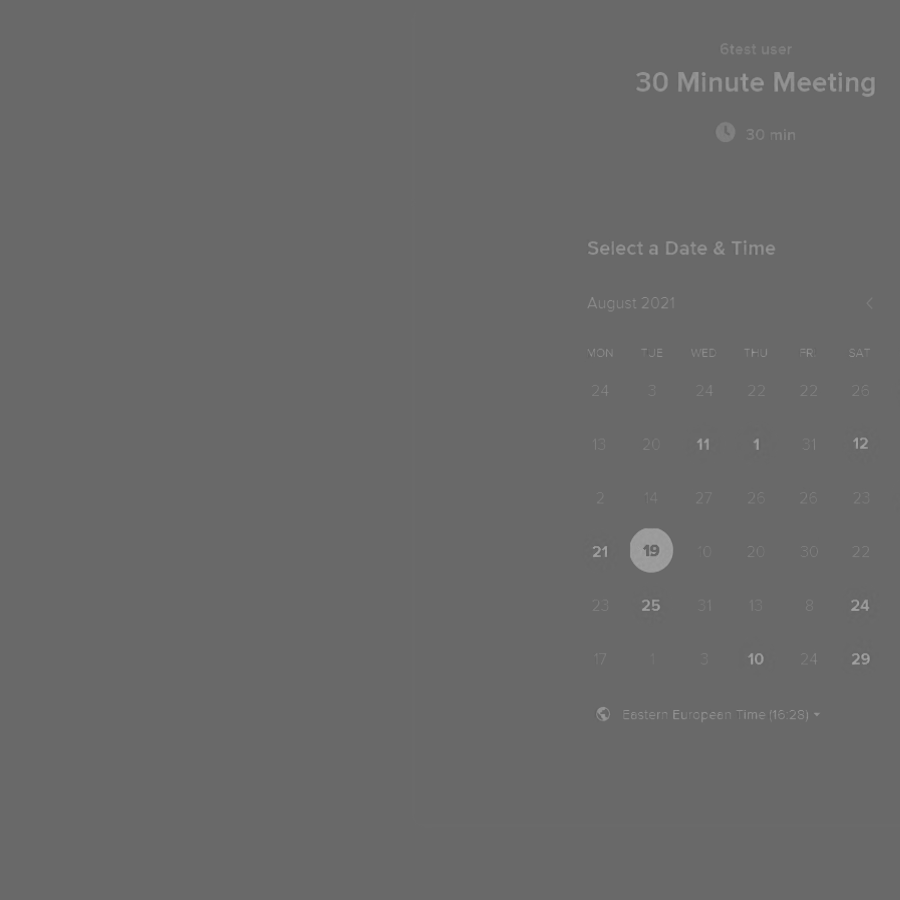 6test user
30 Minute Meeting
30 min
Select a Date & Time
August 2021 <
MON TUE WED THU FRI SAT
24 3 24 22 22 26
13 20 11 1 31 12
2 14 27 26 26 23
21 19 10 20 30 22
23 25 31 13 8 24
17 1 3 10 24 29
Eastern European Time (16:28)